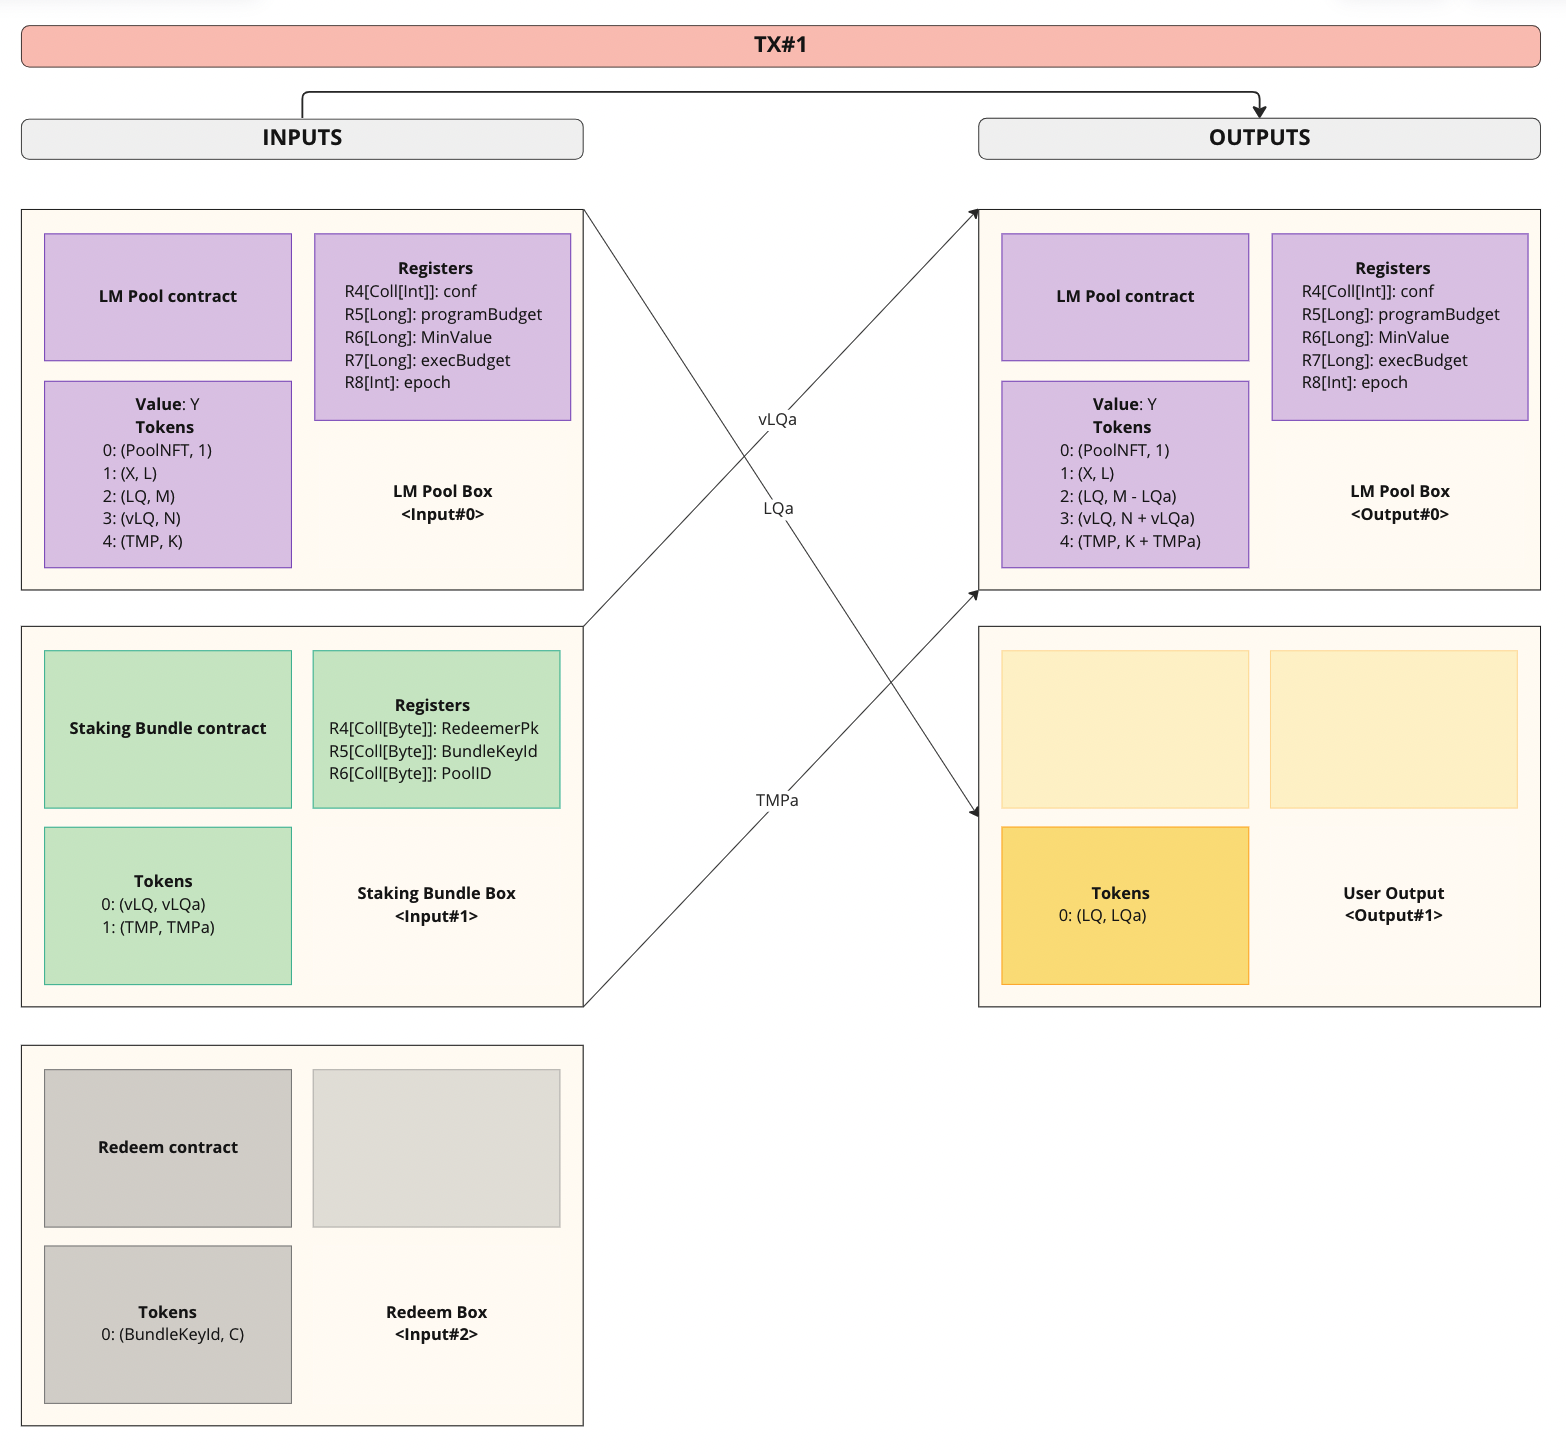 TX#1
INPUTS
OUTPUTS
LM Pool contract
Registers
R4[Coll[Int]]: conf
R5[Long]: programBudget
R6[Long]: MinValue
R7[Long]: execBudget
R8[Int]: epoch
Value: Y
Tokens
0: (PoolNFT, 1)
1: (X, L)
2: (LQ, M)
3: (vLQ, N)
4: (TMP, K)
LM Pool Box
<Input#0>
vLQa
LQa
TMPa
LM Pool contract
Registers
R4[Coll[Int]]: conf
R5[Long]: programBudget
R6[Long]: MinValue
R7[Long]: execBudget
R8[Int]: epoch
Value: Y
Tokens
0: (PoolNFT, 1)
1: (X, L)
2: (LQ, M - LQa)
3: (vLQ, N + vLQa)
4: (TMP, K + TMPa)
LM Pool Box
<Output#0>
Staking Bundle contract
Registers
R4[Coll[Byte]]: RedeemerPk
R5[Coll[Byte]]: BundleKeyId
R6[Coll[Byte]]: PoolID
Tokens
0: (vLQ, vLQa)
1: (TMP, TMPa)
Staking Bundle Box
<Input#1>
Tokens
0: (LQ, LQa)
User Output
<Output#1>
Redeem contract
Tokens
0: (BundleKeyId, C)
Redeem Box
<Input#2>